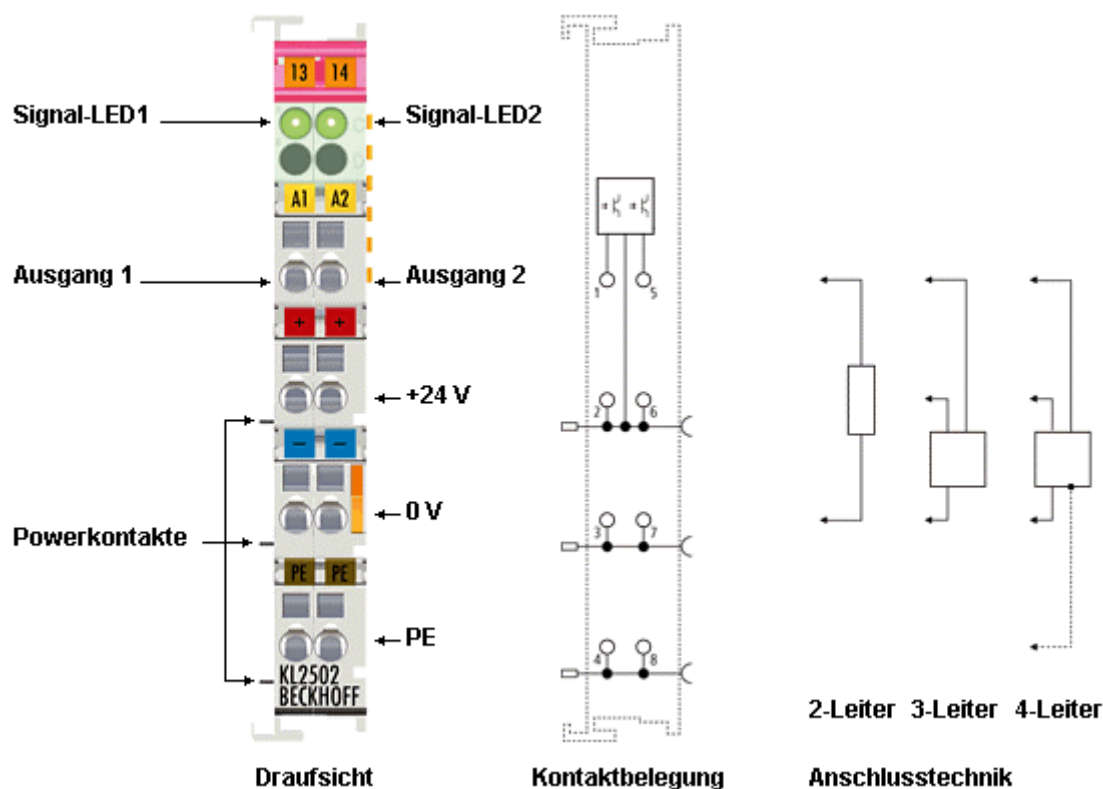 13 14
Signal-LED1
Signal-LED2
A1 A2
Ausgang 1
Ausgang 2
+ +
+24 V
– –
0 V
Powerkontakte
PE PE
PE
KL2502
BECKHOFF
Draufsicht
1 5
2 6
3 7
4 8
Kontaktbelegung
2-Leiter 3-Leiter 4-Leiter
Anschlusstechnik